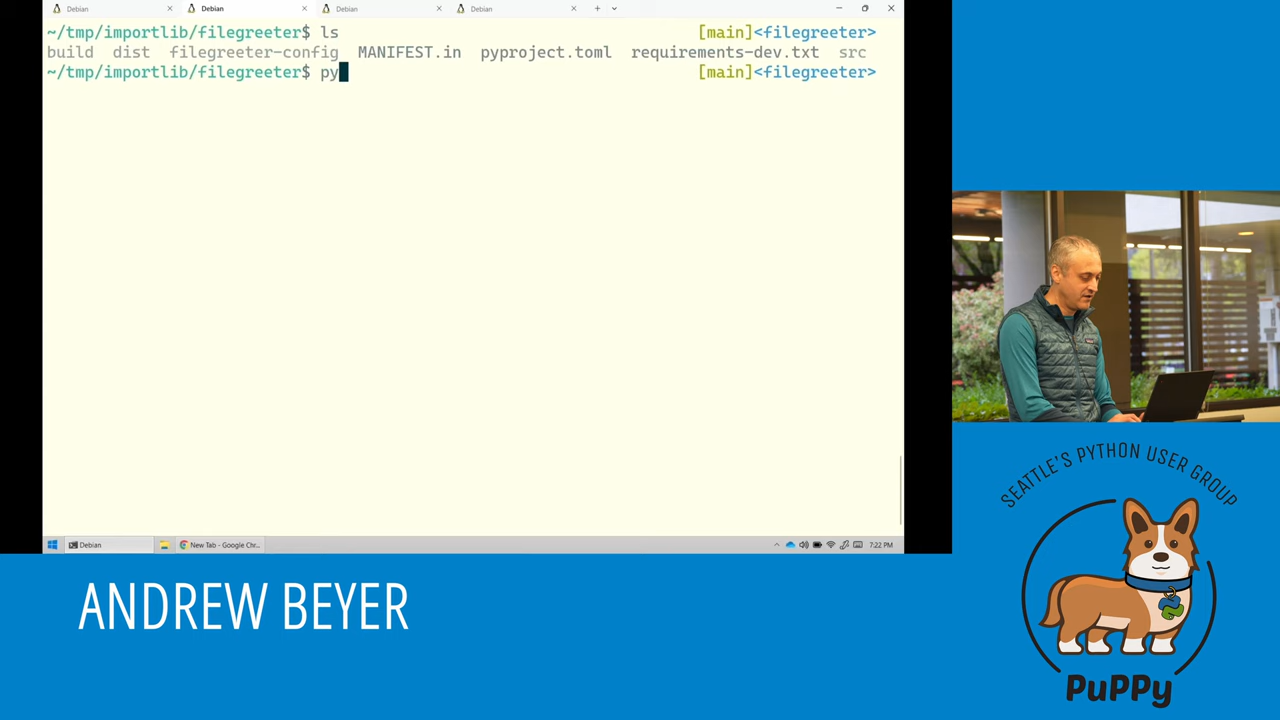 Debian
Debian
Debian
Debian
~/tmp/importlib/filegreeter$ ls [main]<filegreeter>
build dist filegreeter-config MANIFEST.in pyproject.toml requirements-dev.txt src
~/tmp/importlib/filegreeter$ py [main]<filegreeter>
Debian
New Tab - Google Chr...
7:22 PM
ANDREW BEYER
SEATTLE'S PYTHON USER GROUP
PuPPy